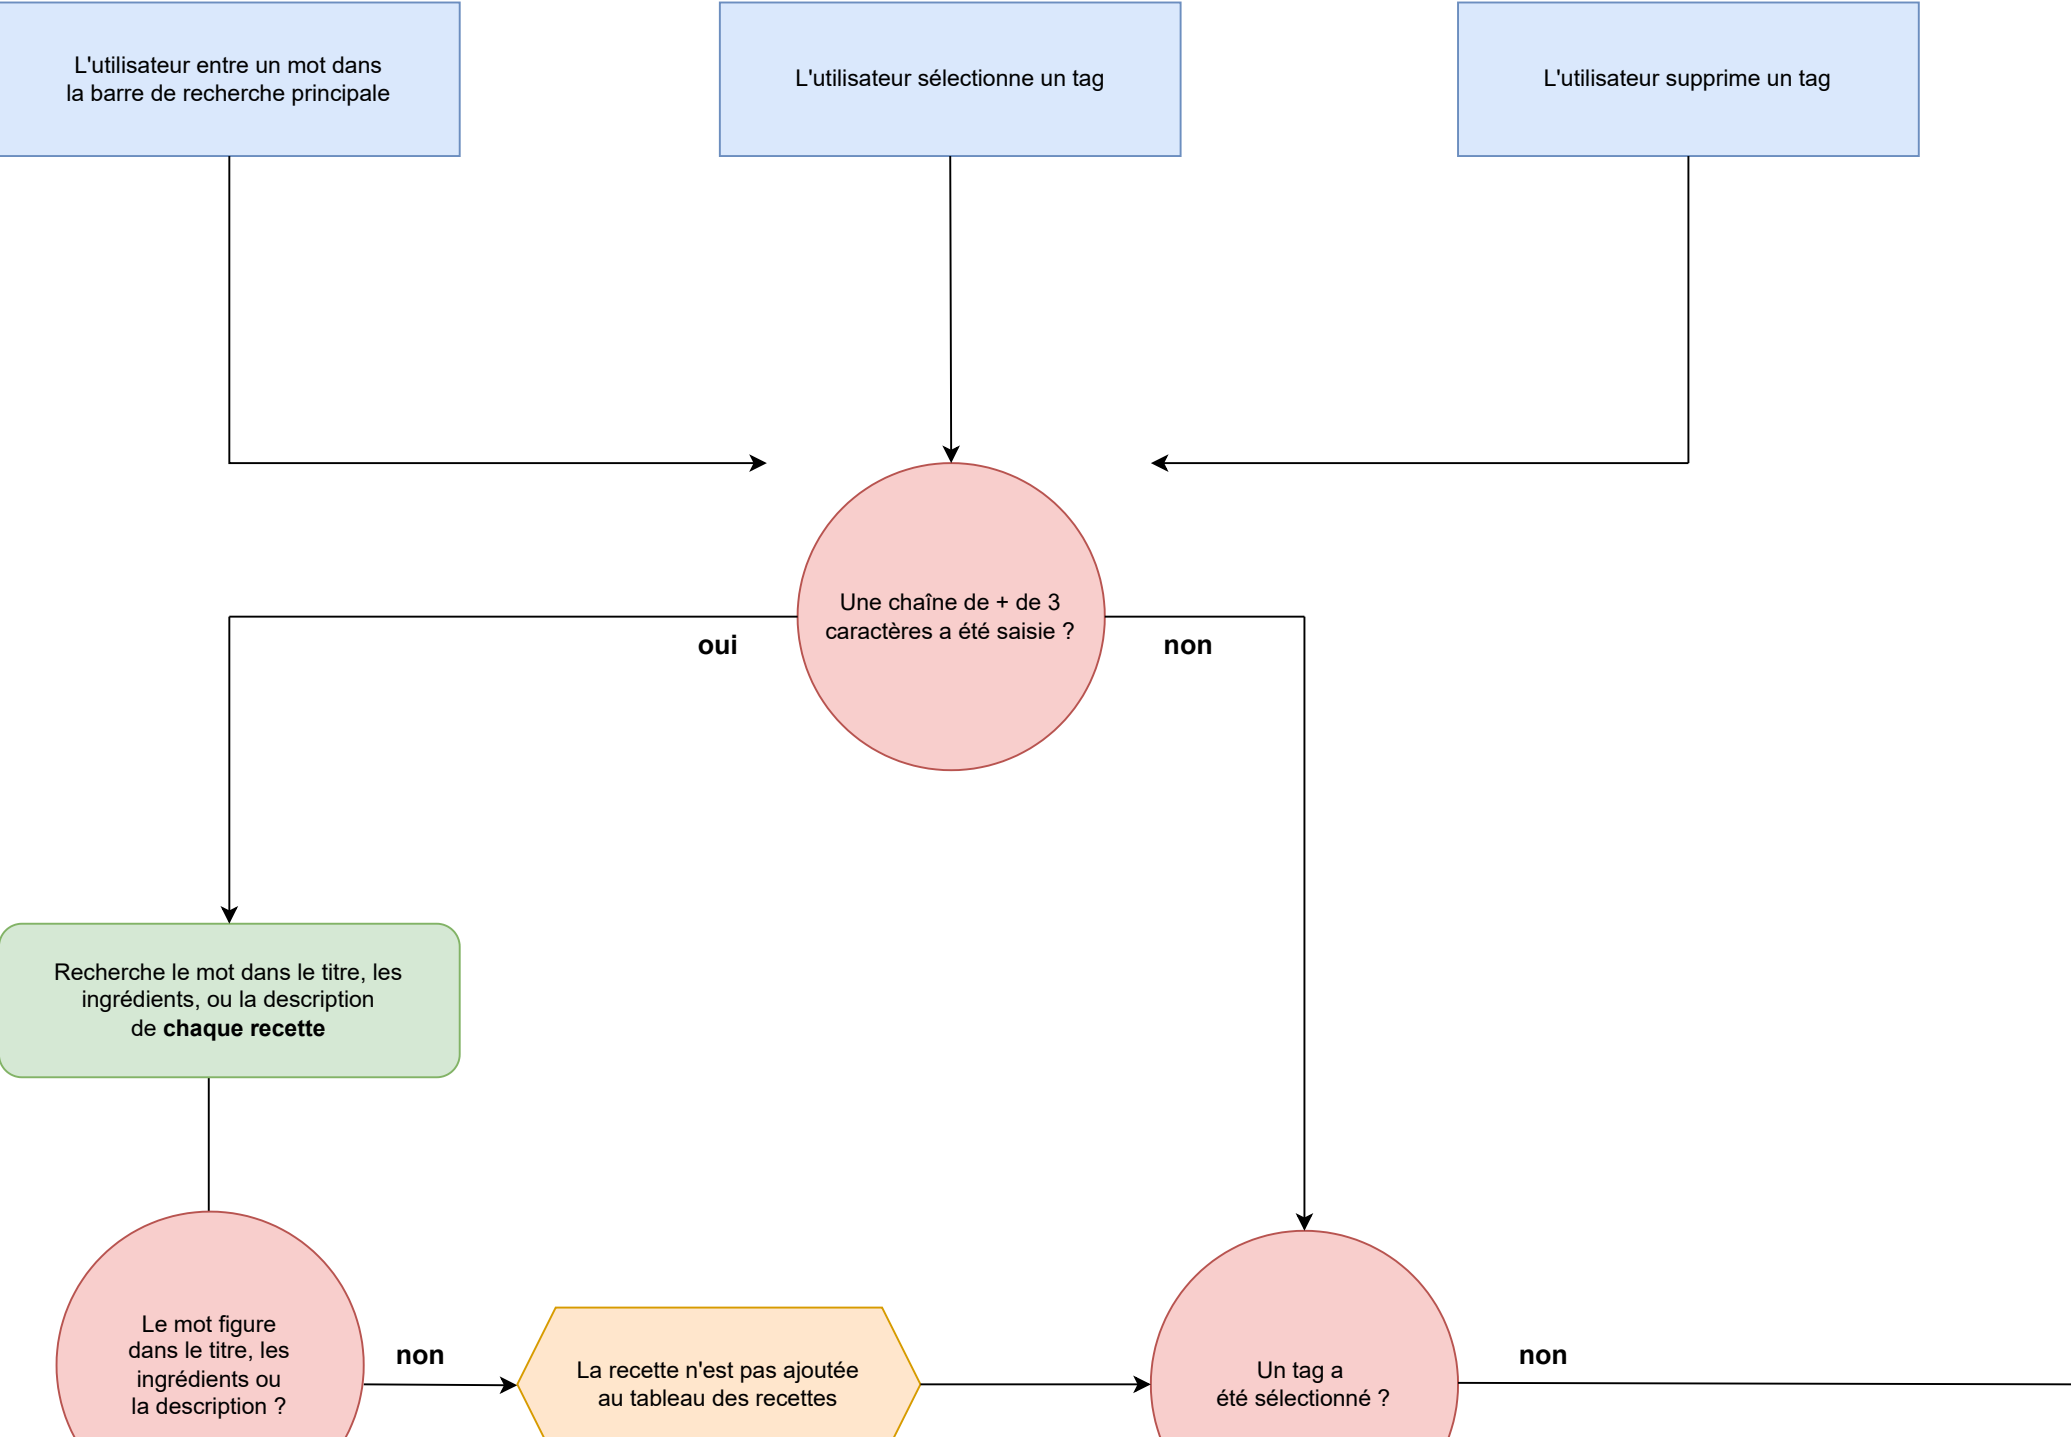 L'utilisateur entre un mot dans
la barre de recherche principale
L'utilisateur sélectionne un tag
L'utilisateur supprime un tag
Une chaîne de + de 3
caractères a été saisie ?
oui
non
Recherche le mot dans le titre, les
ingrédients, ou la description
de chaque recette
Le mot figure
dans le titre, les
ingrédients ou
la description ?
non
La recette n'est pas ajoutée
au tableau des recettes
Un tag a
été sélectionné ?
non